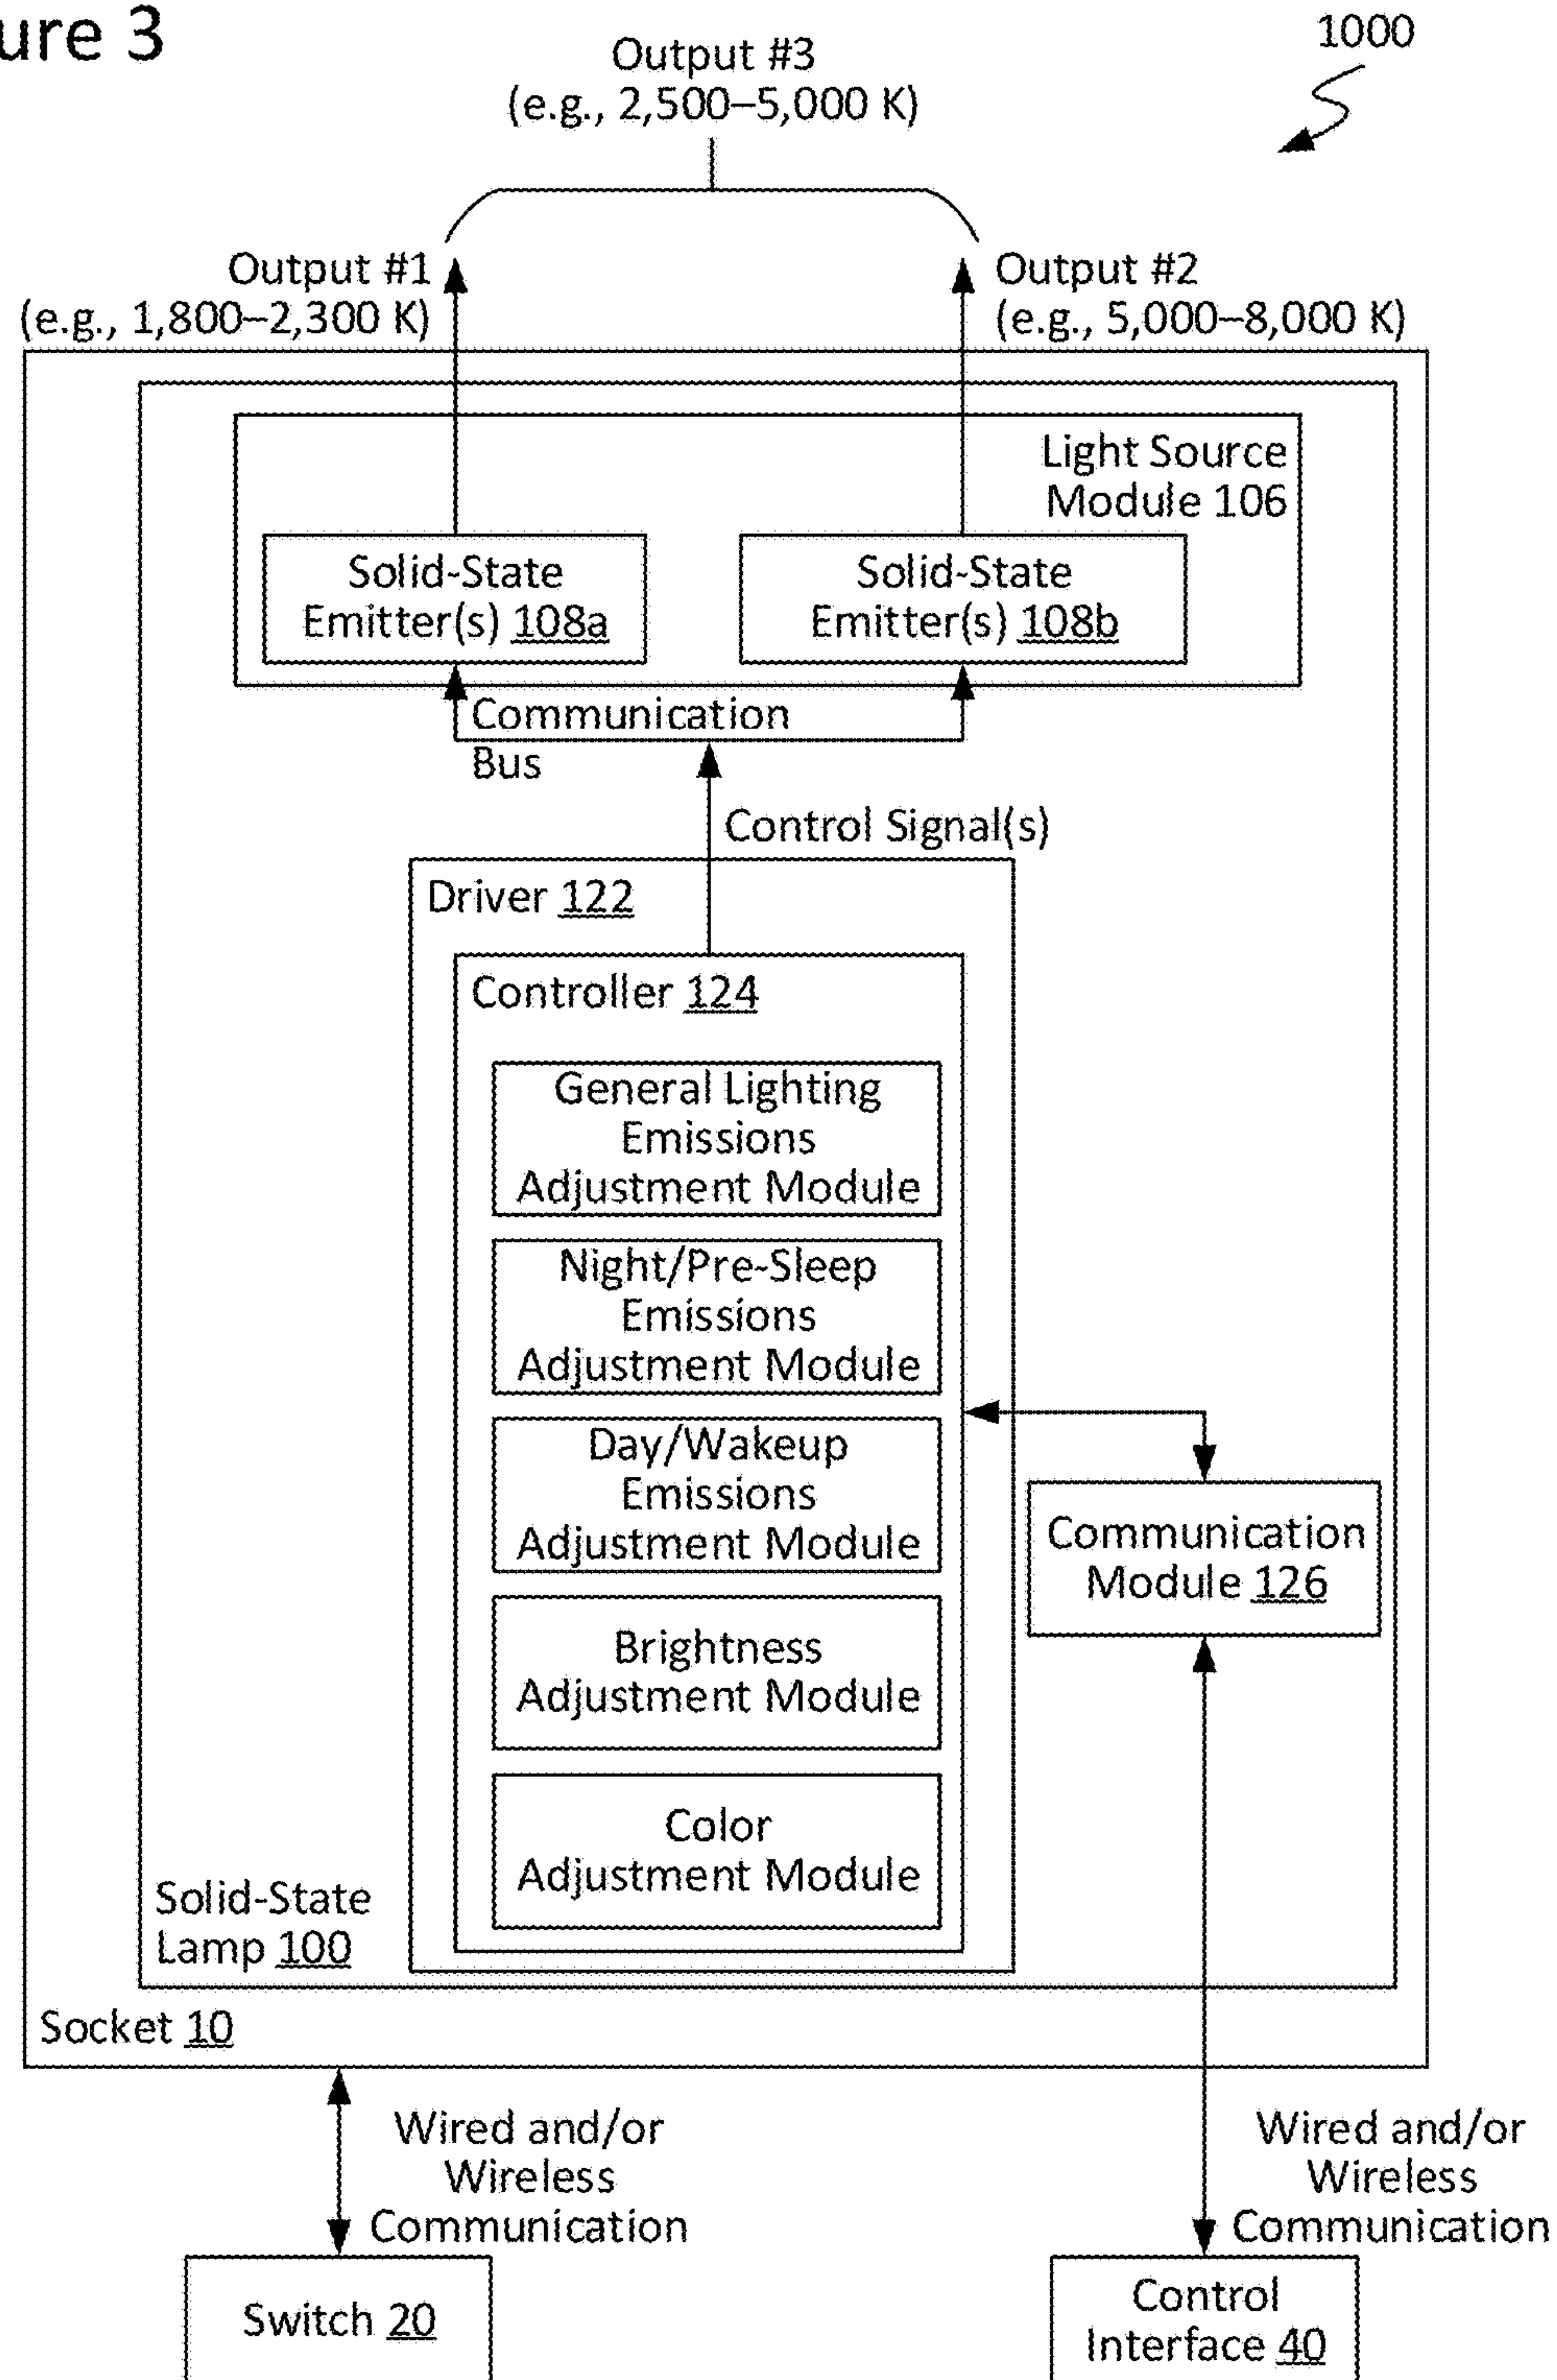 ure 3
1000
Output #3
(e.g., 2,500–5,000 K)
Output #1
(e.g., 1,800–2,300 K)
Output #2
(e.g., 5,000–8,000 K)
Light Source
Module 106
Solid-State
Emitter(s) 108a
Solid-State
Emitter(s) 108b
Communication
Bus
Control Signal(s)
Driver 122
Controller 124
General Lighting
Emissions
Adjustment Module
Night/Pre-Sleep
Emissions
Adjustment Module
Day/Wakeup
Emissions
Adjustment Module
Communication
Module 126
Brightness
Adjustment Module
Color
Adjustment Module
Solid-State
Lamp 100
Socket 10
Wired and/or
Wireless
Communication
Wired and/or
Wireless
Communication
Switch 20
Control
Interface 40